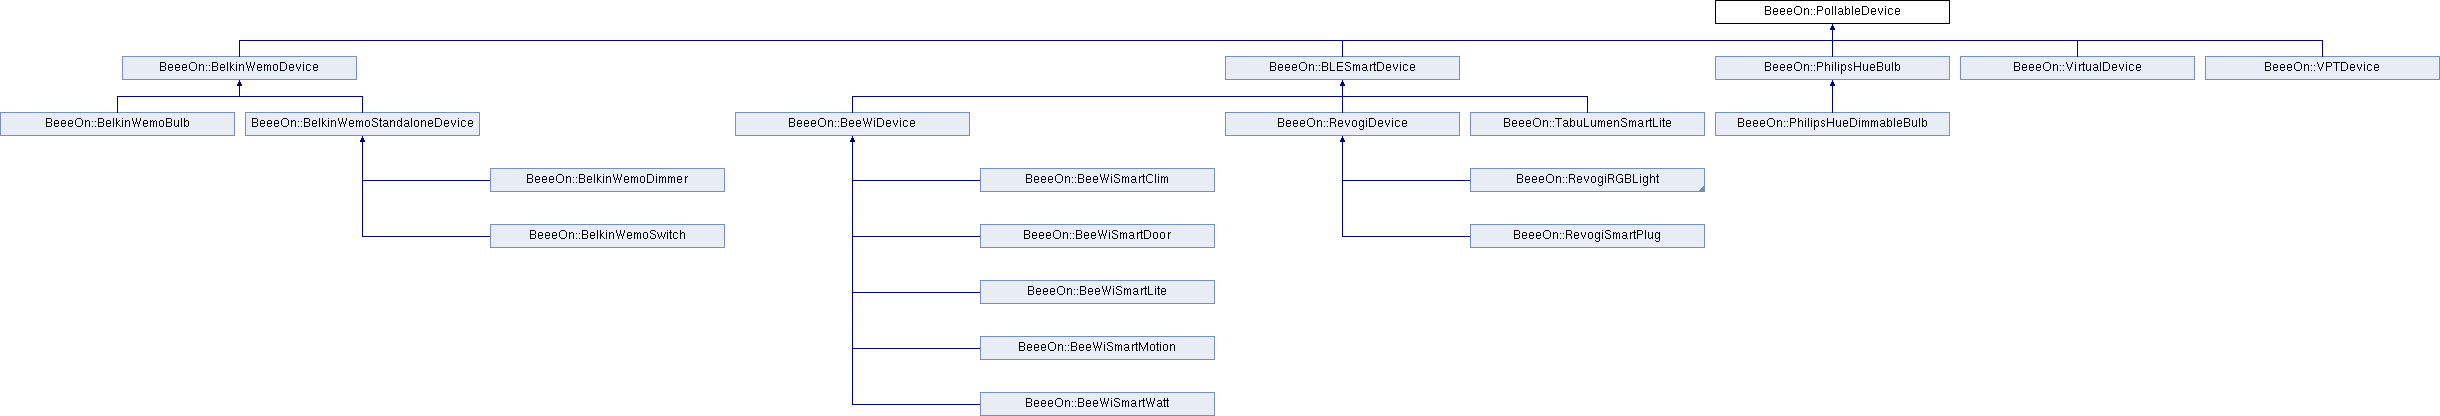 BeeeOn::PollableDevice
BeeeOn::BelkinWemoDevice
BeeeOn::BLESmartDevice
BeeeOn::PhilipsHueBulb
BeeeOn::VirtualDevice
BeeeOn::VPTDevice
BeeeOn::BelkinWemoBulb
BeeeOn::BelkinWemoStandaloneDevice
BeeeOn::BeeWiDevice
BeeeOn::RevogiDevice
BeeeOn::TabuLumenSmartLite
BeeeOn::PhilipsHueDimmableBulb
BeeeOn::BelkinWemoDimmer
BeeeOn::BeeWiSmartClim
BeeeOn::RevogiRGBLight
BeeeOn::BelkinWemoSwitch
BeeeOn::BeeWiSmartDoor
BeeeOn::RevogiSmartPlug
BeeeOn::BeeWiSmartLite
BeeeOn::BeeWiSmartMotion
BeeeOn::BeeWiSmartWatt